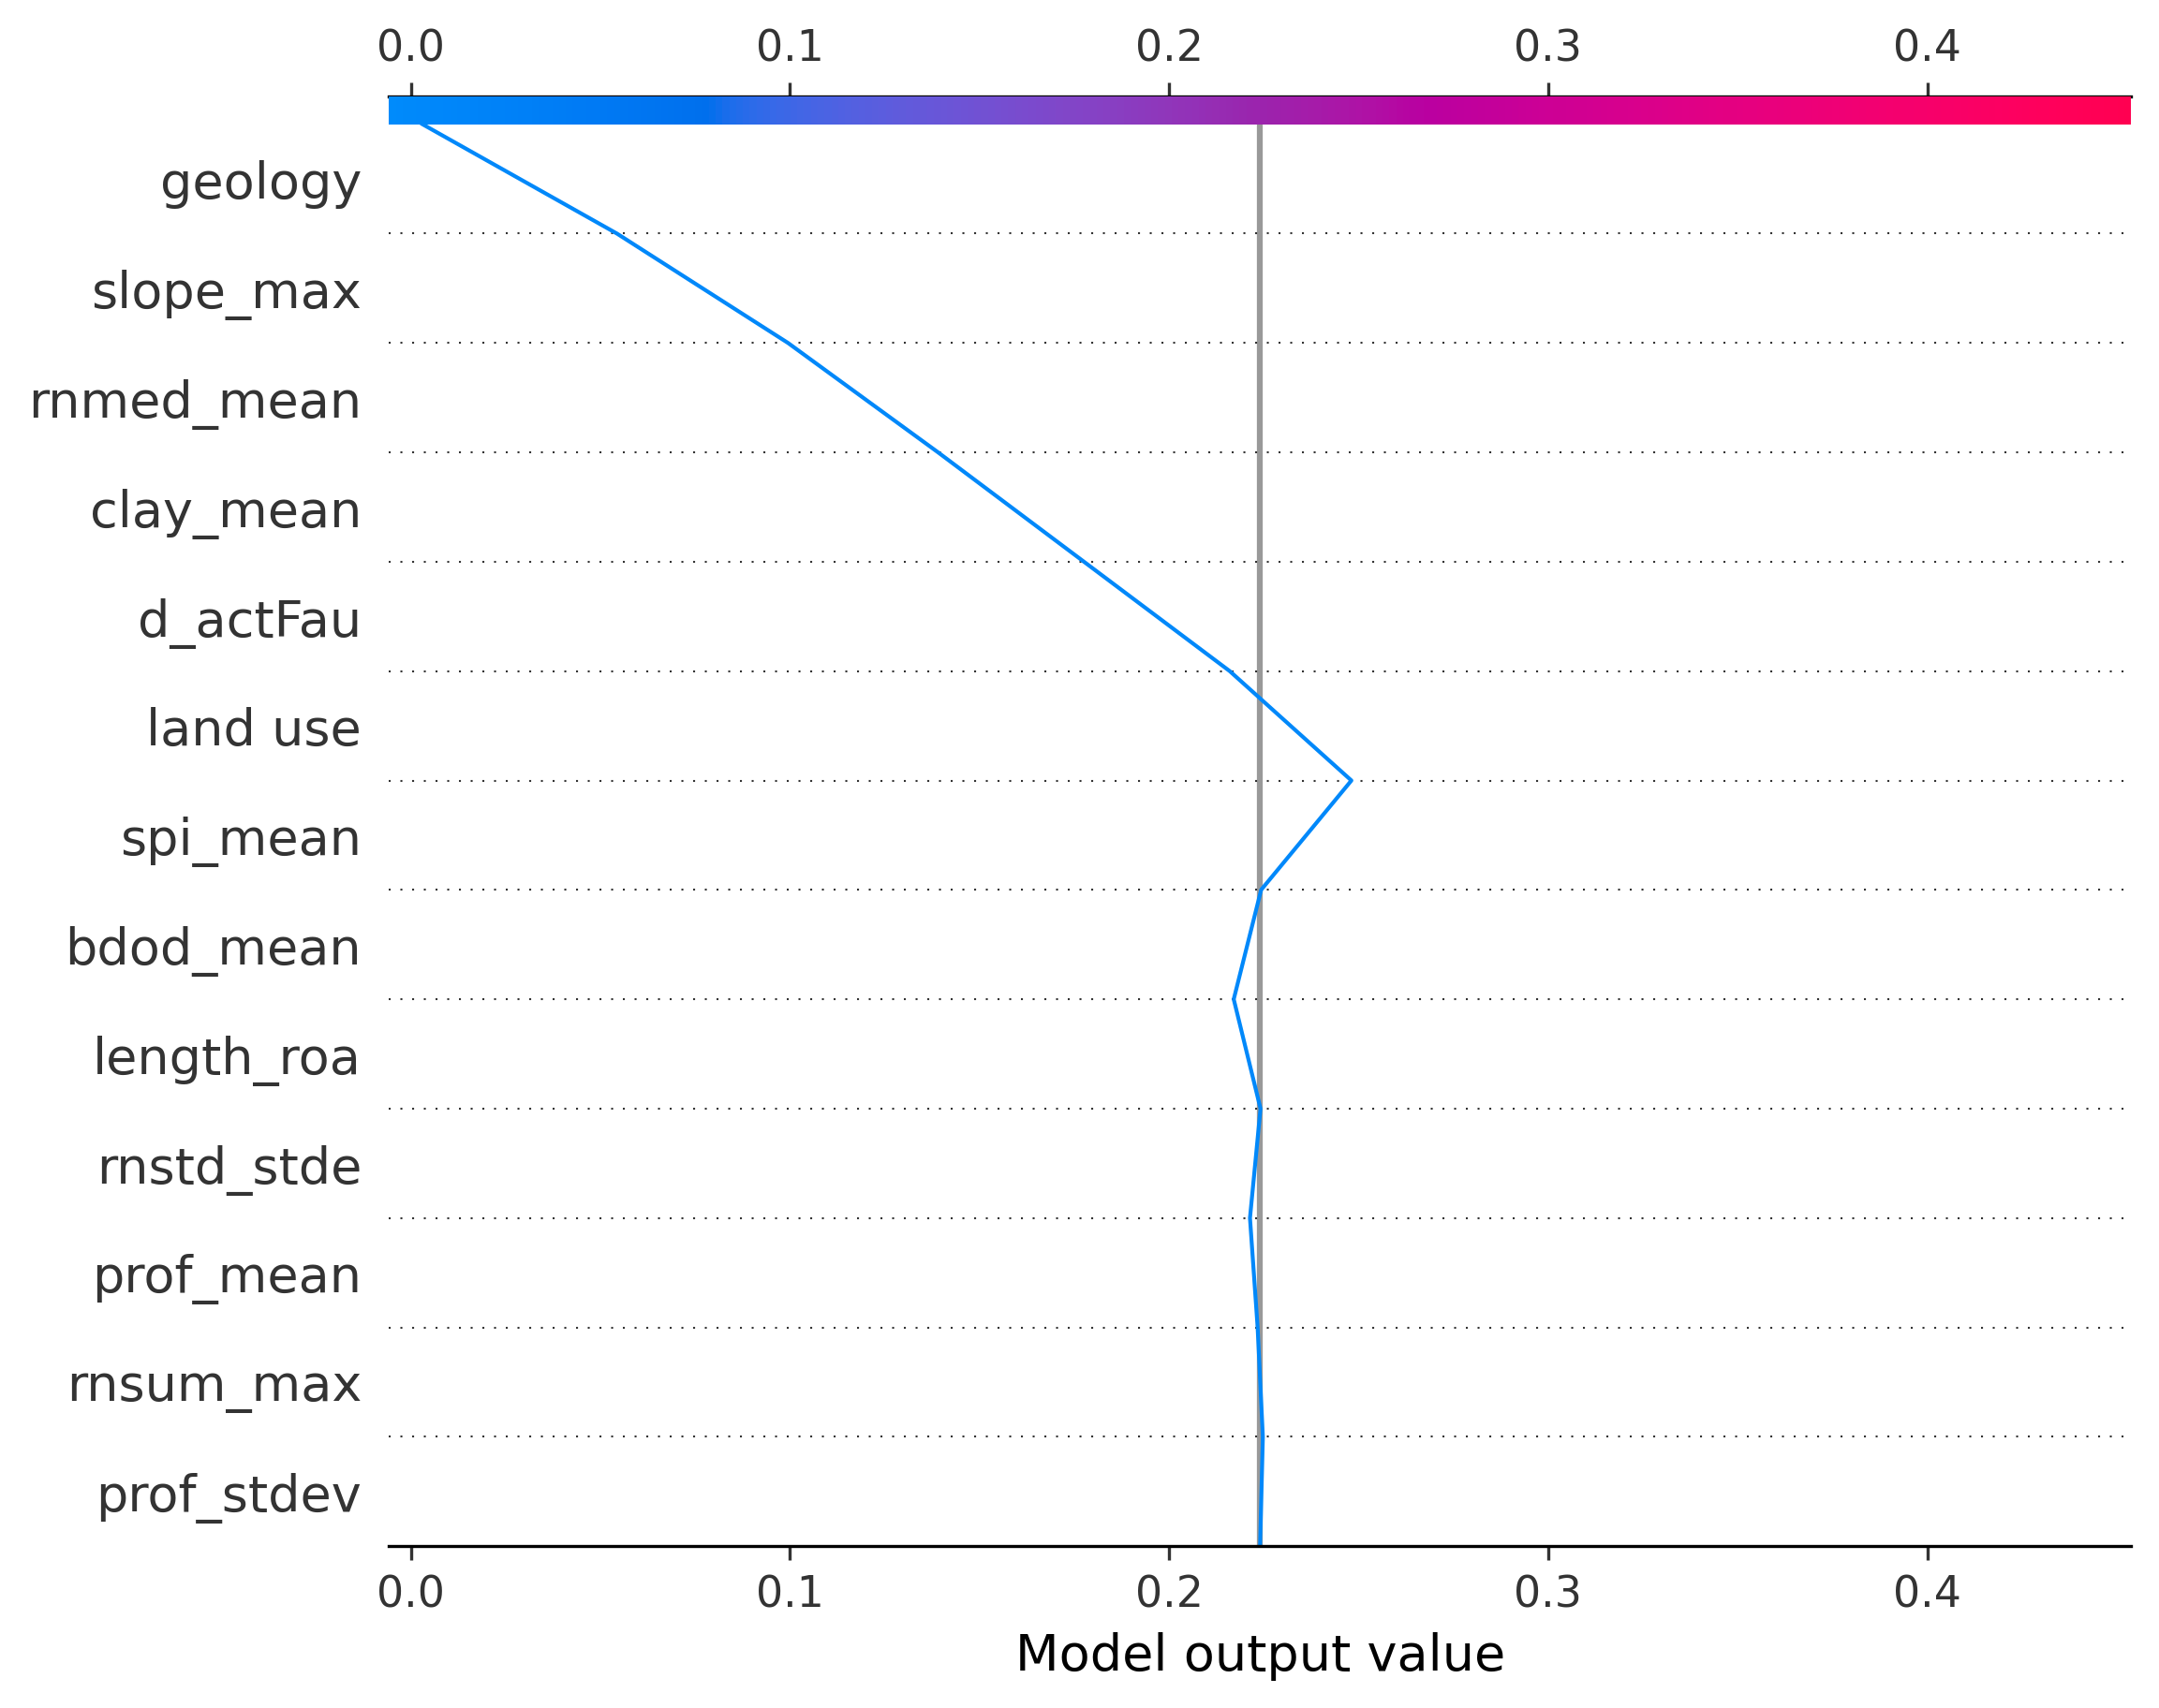 0.0 0.1 0.2 0.3 0.4
geology
slope_max
rnmed_mean
clay_mean
d_actFau
land use
spi_mean
bdod_mean
length_roa
rnstd_stde
prof_mean
rnsum_max
prof_stdev
0.0 0.1 0.2 0.3 0.4
Model output value